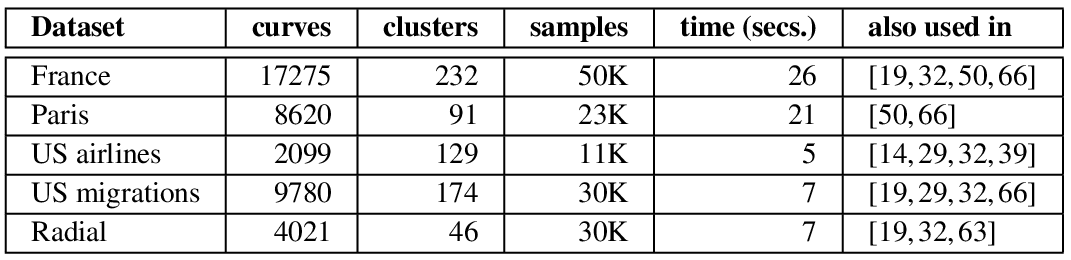 Dataset curves clusters samples time (secs.) also used in
France 17275 232 50K 26 [19,32,50,66]
Paris 8620 91 23K 21 [50,66]
US airlines 2099 129 11K 5 [14,29,32,39]
US migrations 9780 174 30K 7 [19,29,32,66]
Radial 4021 46 30K 7 [19,32,63]